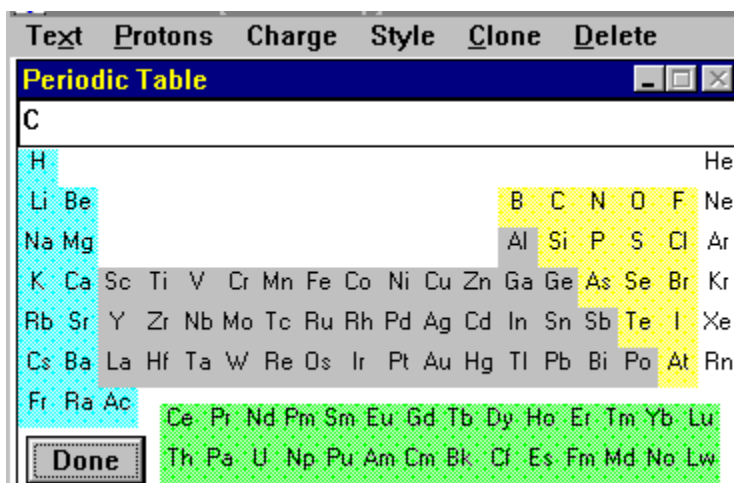 Text Protons Charge Style Clone Delete
Periodic Table
C
H He
Li Be B C N O F Ne
Na Mg Al Si P S Cl Ar
K Ca Sc Ti V Cr Mn Fe Co Ni Cu Zn Ga Ge As Se Br Kr
Rb Sr Y Zr Nb Mo Tc Ru Rh Pd Ag Cd In Sn Sb Te I Xe
Cs Ba La Hf Ta W Re Os Ir Pt Au Hg Tl Pb Bi Po At Rn
Fr Ra Ac
Ce Pr Nd Pm Sm Eu Gd Tb Dy Ho Er Tm Yb Lu
Th Pa U Np Pu Am Cm Bk Cf Es Fm Md No Lw
Done